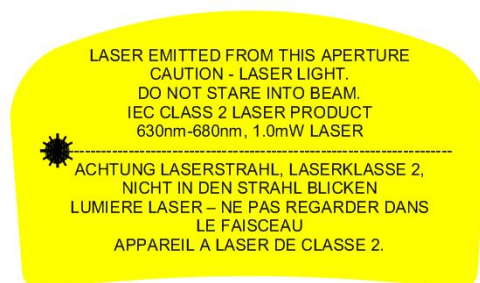 LASER EMITTED FROM THIS APERTURE
CAUTION - LASER LIGHT.
DO NOT STARE INTO BEAM.
IEC CLASS 2 LASER PRODUCT
630nm-680nm, 1.0mW LASER
ACHTUNG LASERSTRAHL, LASERKLASSE 2,
NICHT IN DEN STRAHL BLICKEN
LUMIERE LASER – NE PAS REGARDER DANS
LE FAISCEAU
APPAREIL A LASER DE CLASSE 2.